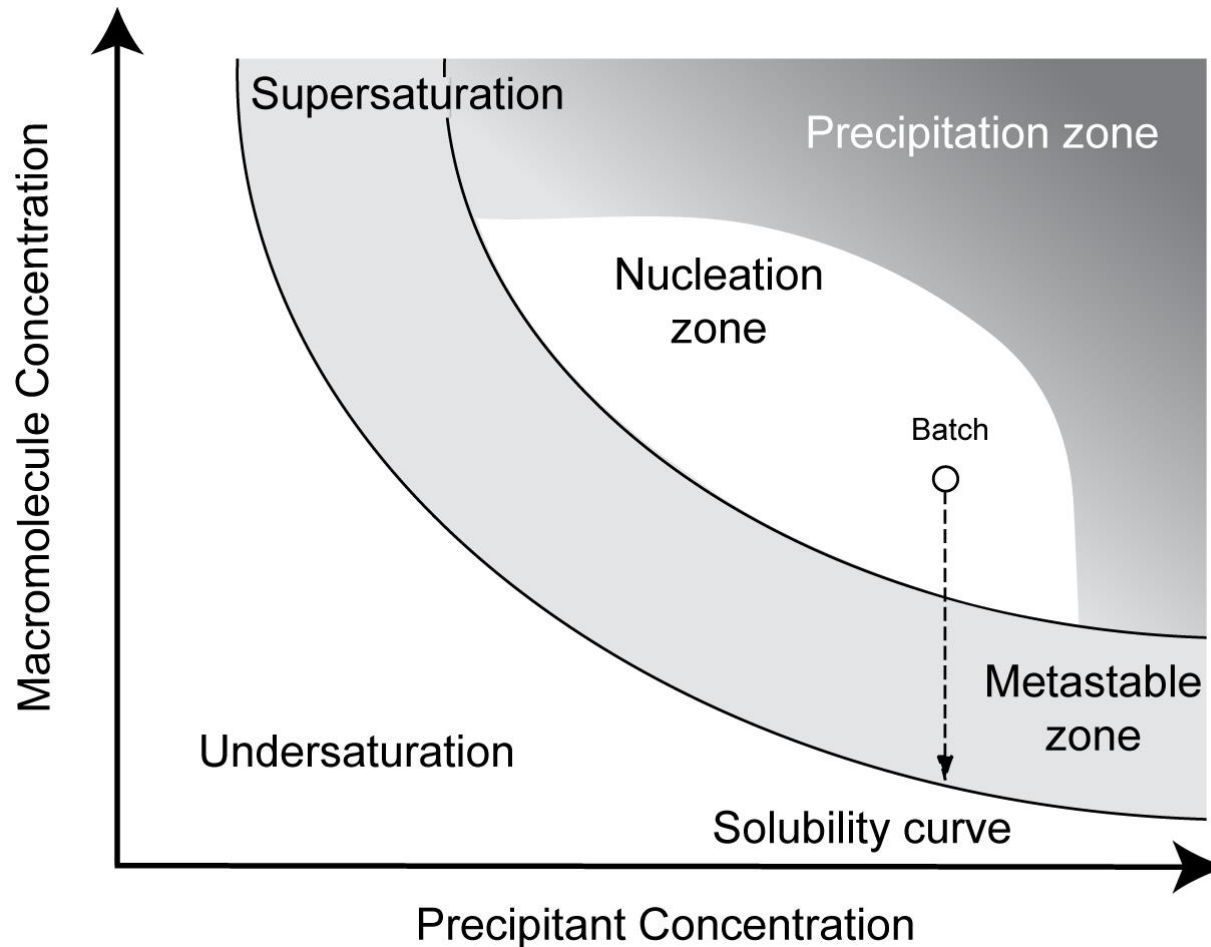 Supersaturation
Precipitation zone
Nucleation
zone
Batch
Metastable
zone
Undersaturation
Solubility curve
Macromolecule Concentration
Precipitant Concentration